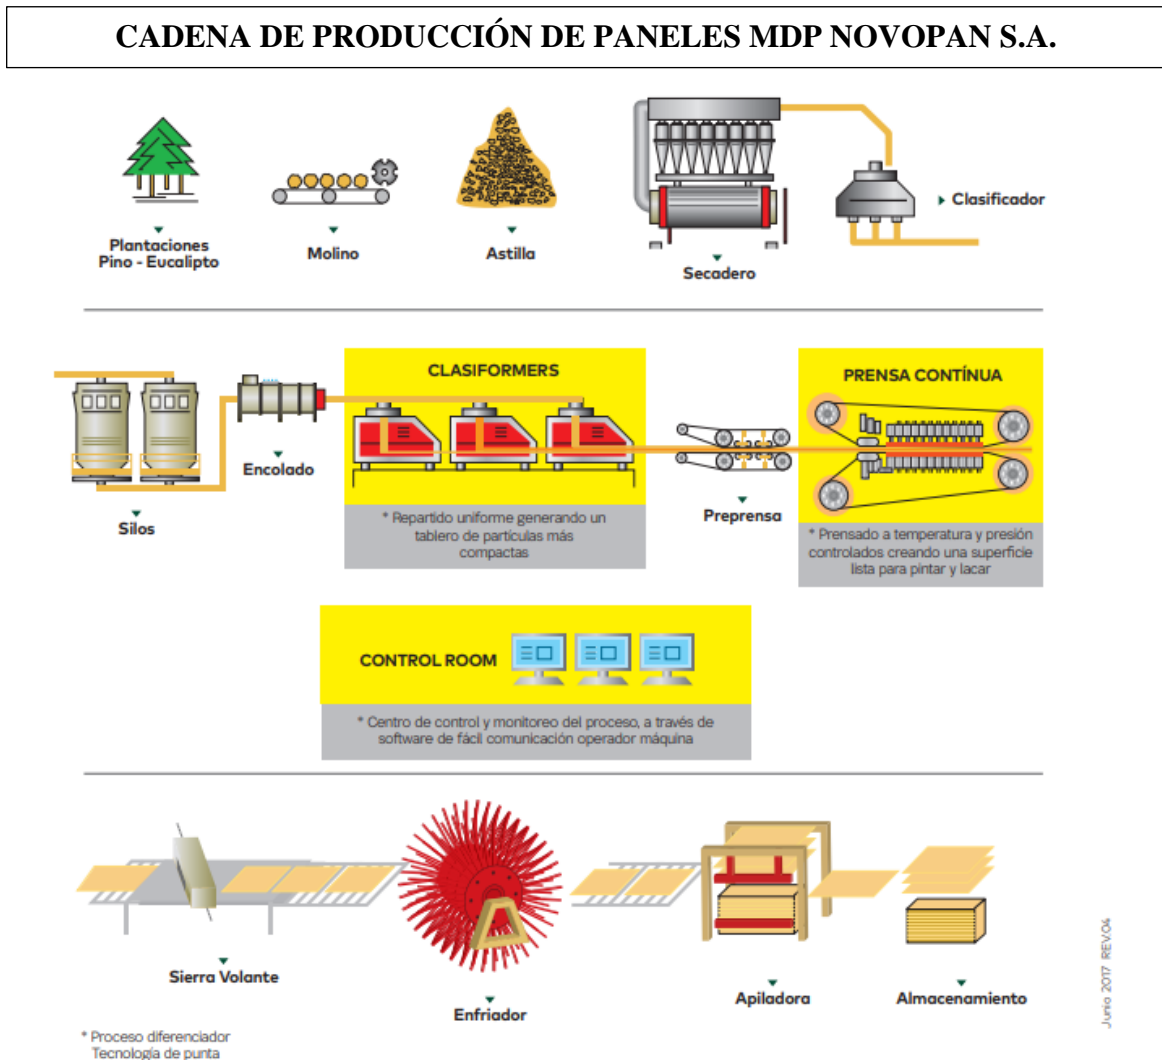 CADENA DE PRODUCCIÓN DE PANELES MDP NOVOPAN S.A.
Plantaciones
Pino - Eucalipto
Molino
Astilla
Secadero
Clasificador
Silos
Encolado
CLASIFORMERS
* Repartido uniforme generando un
tablero de partículas más
compactas
Preprensa
PRENSA CONTÍNUA
* Prensado a temperatura y presión
controlados creando una superficie
lista para pintar y lacar
CONTROL ROOM
* Centro de control y monitoreo del proceso, a través de
software de fácil comunicación operador máquina
Sierra Volante
Enfriador
Apiladora
Almacenamiento
* Proceso diferenciador
Tecnología de punta
Junio 2017 REV.04